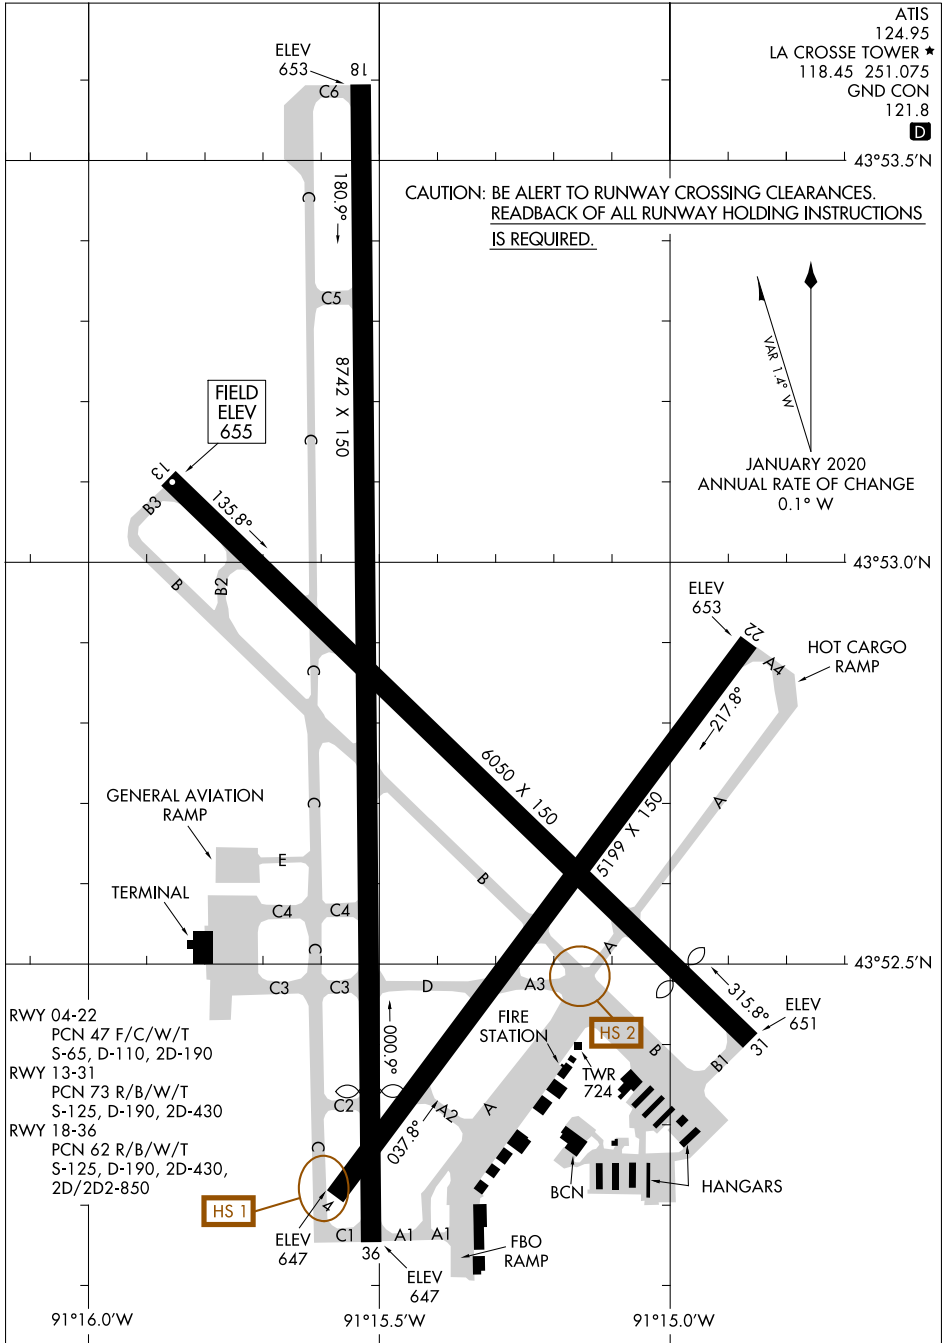 ATIS
124.95
LA CROSSE TOWER ★
118.45 251.075
GND CON
121.8
D
ELEV
653
18
C6
43°53.5'N
CAUTION: BE ALERT TO RUNWAY CROSSING CLEARANCES.
READBACK OF ALL RUNWAY HOLDING INSTRUCTIONS
IS REQUIRED.
C
180.9°
C5
VAR 1.4° W
8742 X 150
FIELD
ELEV
655
C
JANUARY 2020
ANNUAL RATE OF CHANGE
0.1° W
13
B3
135.8°
43°53.0'N
B
B2
ELEV
653
22
HOT CARGO
RAMP
A4
C
217.8°
6050 X 150
GENERAL AVIATION
RAMP
C
A
5199 X 150
E
B
TERMINAL
C4
C4
C
A
43°52.5'N
C3
C3
D
A3
315.8°
RWY 04-22
PCN 47 F/C/W/T
S-65, D-110, 2D-190
RWY 13-31
PCN 73 R/B/W/T
S-125, D-190, 2D-430
RWY 18-36
PCN 62 R/B/W/T
S-125, D-190, 2D-430,
2D/2D2-850
000.9°
FIRE
STATION
HS 2
ELEV
651
31
B
B1
TWR
724
C2
A2
A
037.8°
C
BCN
HANGARS
HS 1
4
ELEV
647
C1
36
A1
A1
FBO
RAMP
ELEV
647
91°16.0'W
91°15.5'W
91°15.0'W